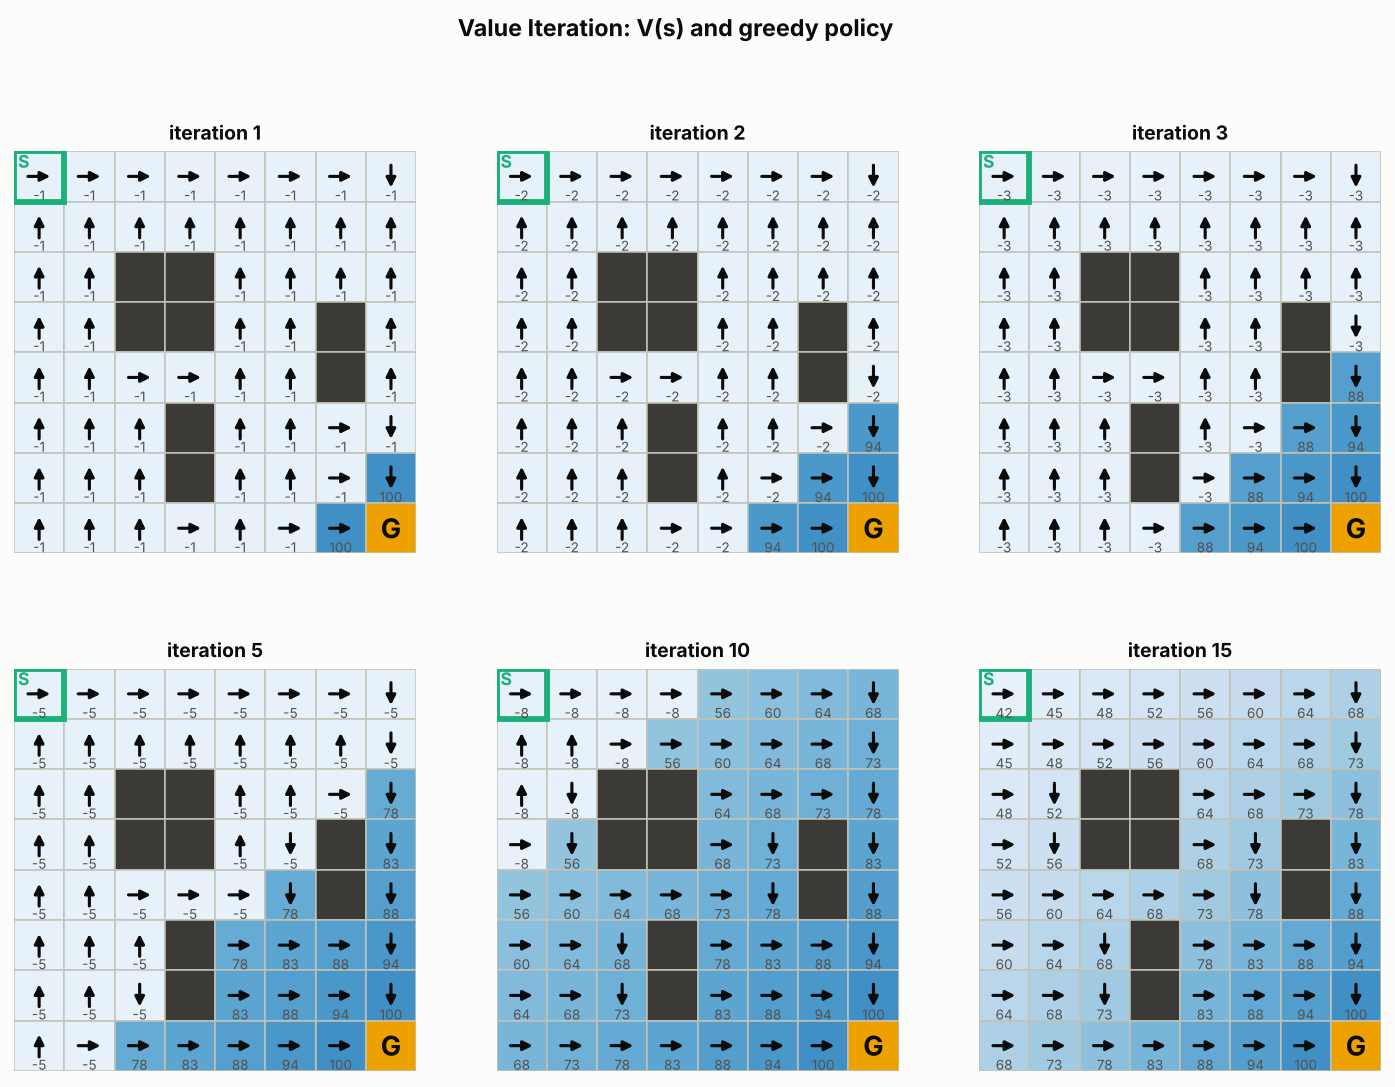 Value Iteration: V(s) and greedy policy
iteration 1
S
-1 -1 -1 -1 -1 -1 -1 -1
-1 -1 -1 -1 -1 -1 -1 -1
-1 -1 -1 -1 -1 -1
-1 -1 -1 -1 -1
-1 -1 -1 -1 -1 -1 -1
-1 -1 -1 -1 -1 -1 -1
-1 -1 -1 -1 -1 -1 100
-1 -1 -1 -1 -1 -1 100 G
iteration 2
S
-2 -2 -2 -2 -2 -2 -2 -2
-2 -2 -2 -2 -2 -2 -2 -2
-2 -2 -2 -2 -2 -2
-2 -2 -2 -2 -2
-2 -2 -2 -2 -2 -2 -2
-2 -2 -2 -2 -2 -2 94
-2 -2 -2 -2 -2 94 100
-2 -2 -2 -2 -2 94 100 G
iteration 3
S
-3 -3 -3 -3 -3 -3 -3 -3
-3 -3 -3 -3 -3 -3 -3 -3
-3 -3 -3 -3 -3 -3
-3 -3 -3 -3 -3
-3 -3 -3 -3 -3 -3 88
-3 -3 -3 -3 -3 88 94
-3 -3 -3 -3 88 94 100
-3 -3 -3 -3 88 94 100 G
iteration 5
S
-5 -5 -5 -5 -5 -5 -5 -5
-5 -5 -5 -5 -5 -5 -5 -5
-5 -5 -5 -5 -5 78
-5 -5 -5 -5 83
-5 -5 -5 -5 -5 78 88
-5 -5 -5 78 83 88 94
-5 -5 -5 83 88 94 100
-5 -5 78 83 88 94 100 G
iteration 10
S
-8 -8 -8 -8 56 60 64 68
-8 -8 -8 56 60 64 68 73
-8 -8 64 68 73 78
-8 56 68 73 83
56 60 64 68 73 78 88
60 64 68 78 83 88 94
64 68 73 83 88 94 100
68 73 78 83 88 94 100 G
iteration 15
S
42 45 48 52 56 60 64 68
45 48 52 56 60 64 68 73
48 52 64 68 73 78
52 56 68 73 83
56 60 64 68 73 78 88
60 64 68 78 83 88 94
64 68 73 83 88 94 100
68 73 78 83 88 94 100 G